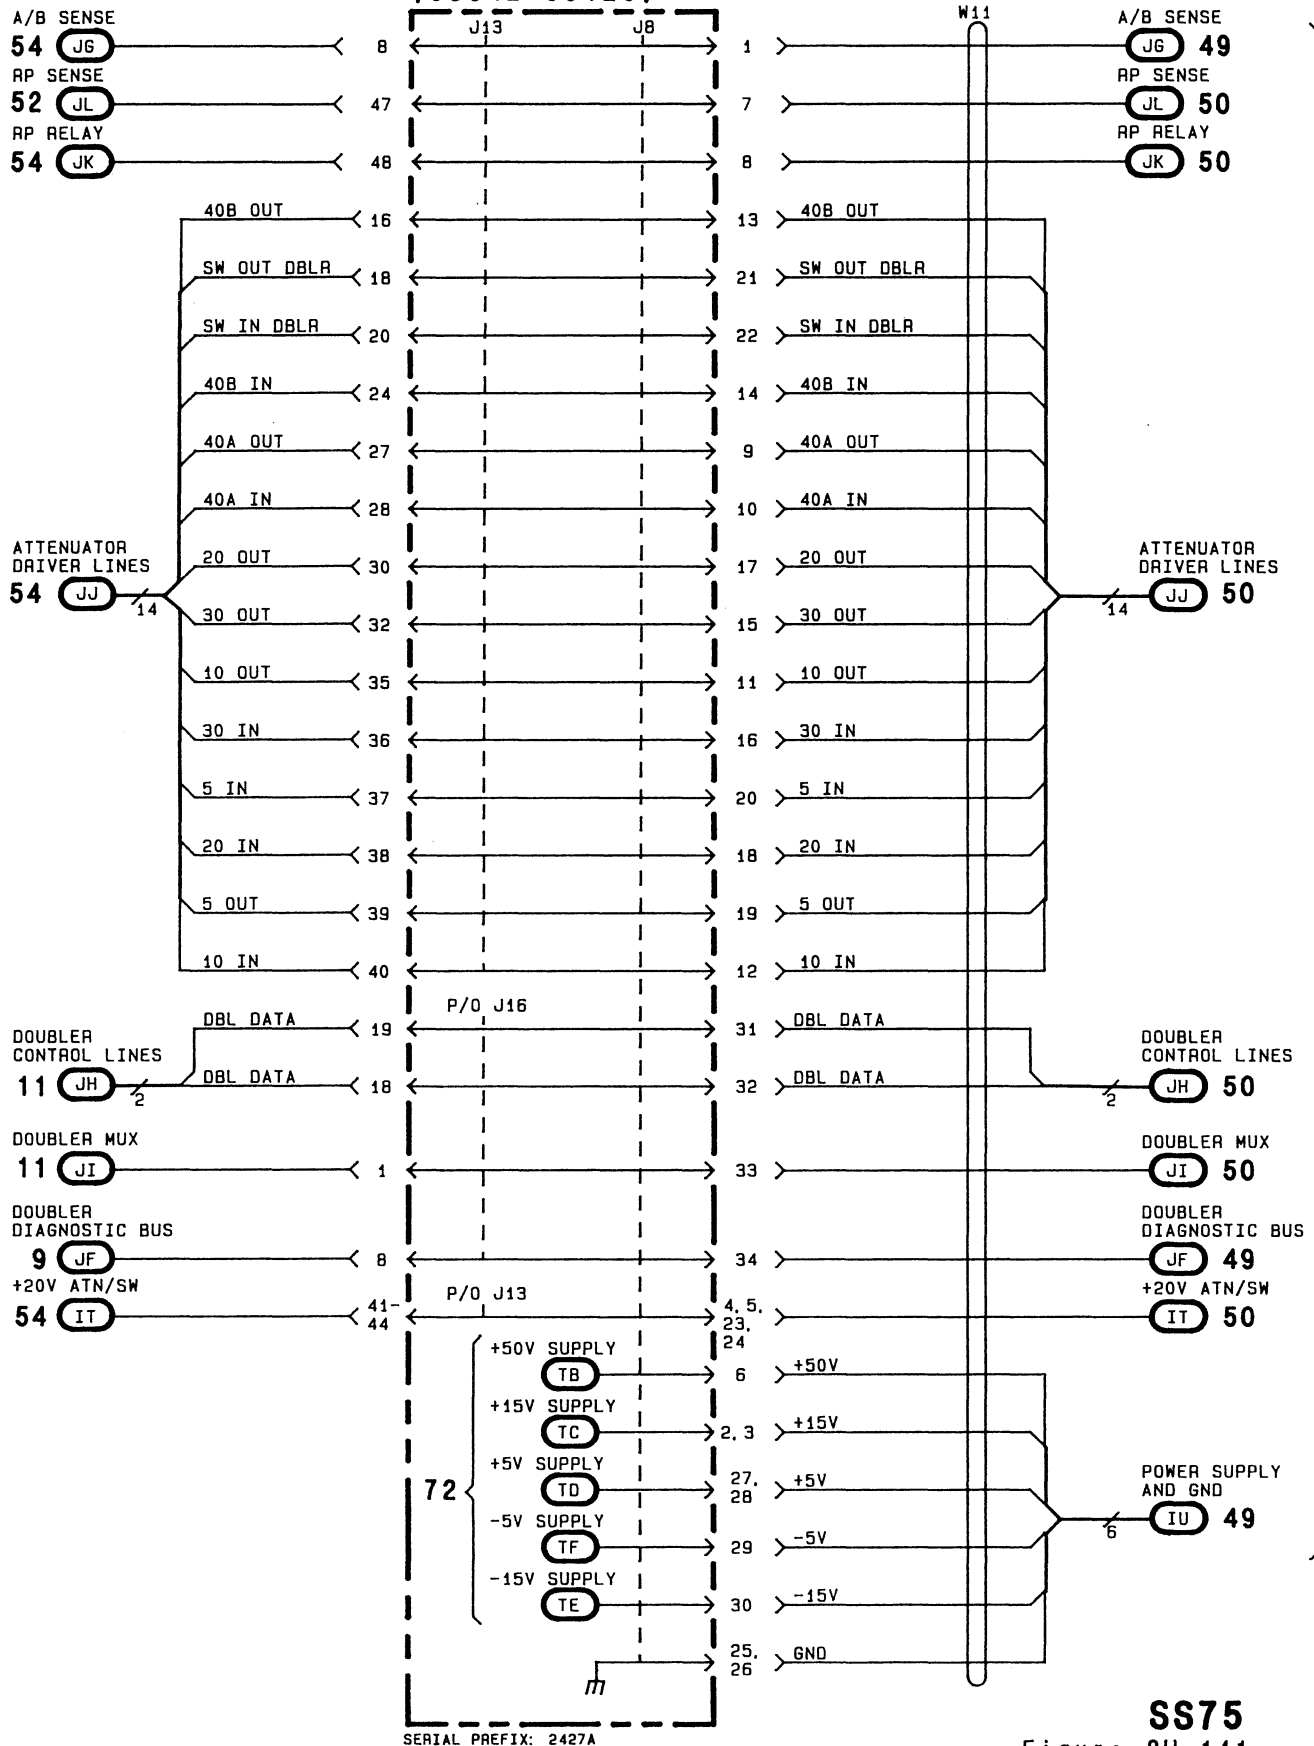 J13 J8 W11
A/B SENSE
54 JG 8 1 A/B SENSE
JG 49
RP SENSE
52 JL 47 7 RP SENSE
JL 50
RP RELAY
54 JK 48 8 RP RELAY
JK 50
40B OUT 16 13 40B OUT
SW OUT DBLR 18 21 SW OUT DBLR
SW IN DBLR 20 22 SW IN DBLR
40B IN 24 14 40B IN
40A OUT 27 9 40A OUT
40A IN 28 10 40A IN
ATTENUATOR
DRIVER LINES
54 JJ 14
20 OUT 30 17 20 OUT
ATTENUATOR
DRIVER LINES
14 JJ 50
30 OUT 32 15 30 OUT
10 OUT 35 11 10 OUT
30 IN 36 16 30 IN
5 IN 37 20 5 IN
20 IN 38 18 20 IN
5 OUT 39 19 5 OUT
10 IN 40 12 10 IN
P/O J16
DBL DATA 19 31 DBL DATA
DOUBLER
CONTROL LINES
11 JH 2
DBL DATA 18 32 DBL DATA
DOUBLER
CONTROL LINES
2 JH 50
DOUBLER MUX
11 JI 1 33 DOUBLER MUX
JI 50
DOUBLER
DIAGNOSTIC BUS
9 JF 8 34 DOUBLER
DIAGNOSTIC BUS
JF 49
P/O J13
+20V ATN/SW
54 IT 41-
44 4, 5,
23,
24 +20V ATN/SW
IT 50
72
+50V SUPPLY
TB 6 +50V
+15V SUPPLY
TC 2, 3 +15V
+5V SUPPLY
TD 27,
28 +5V
POWER SUPPLY
AND GND
6 IU 49
-5V SUPPLY
TF 29 -5V
-15V SUPPLY
TE 30 -15V
25,
26 GND
SERIAL PREFIX: 2427A
SS75